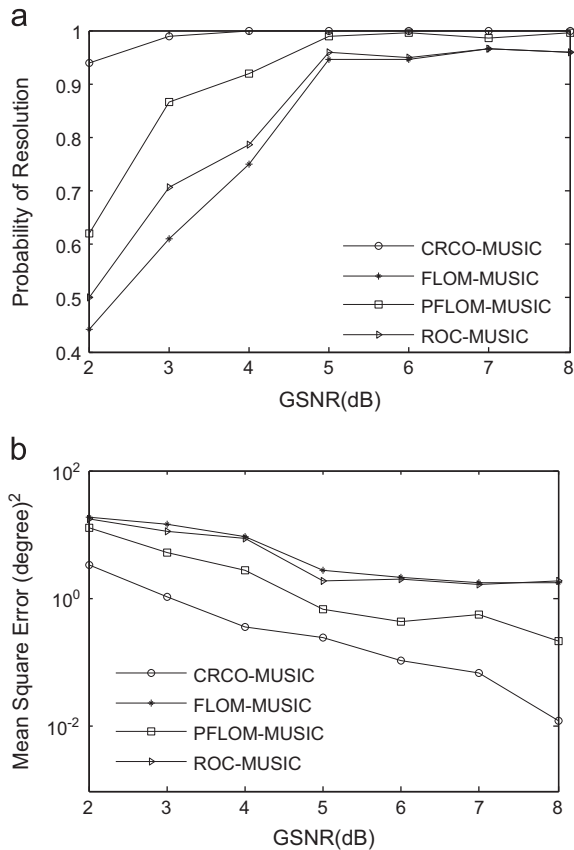 a
Probability of Resolution
1
0.9
0.8
0.7
0.6
0.5
0.4
2 3 4 5 6 7 8
GSNR(dB)
CRCO-MUSIC
FLOM-MUSIC
PFLOM-MUSIC
ROC-MUSIC
b
Mean Square Error (degree)²
10²
10⁰
10⁻²
2 3 4 5 6 7 8
GSNR(dB)
CRCO-MUSIC
FLOM-MUSIC
PFLOM-MUSIC
ROC-MUSIC